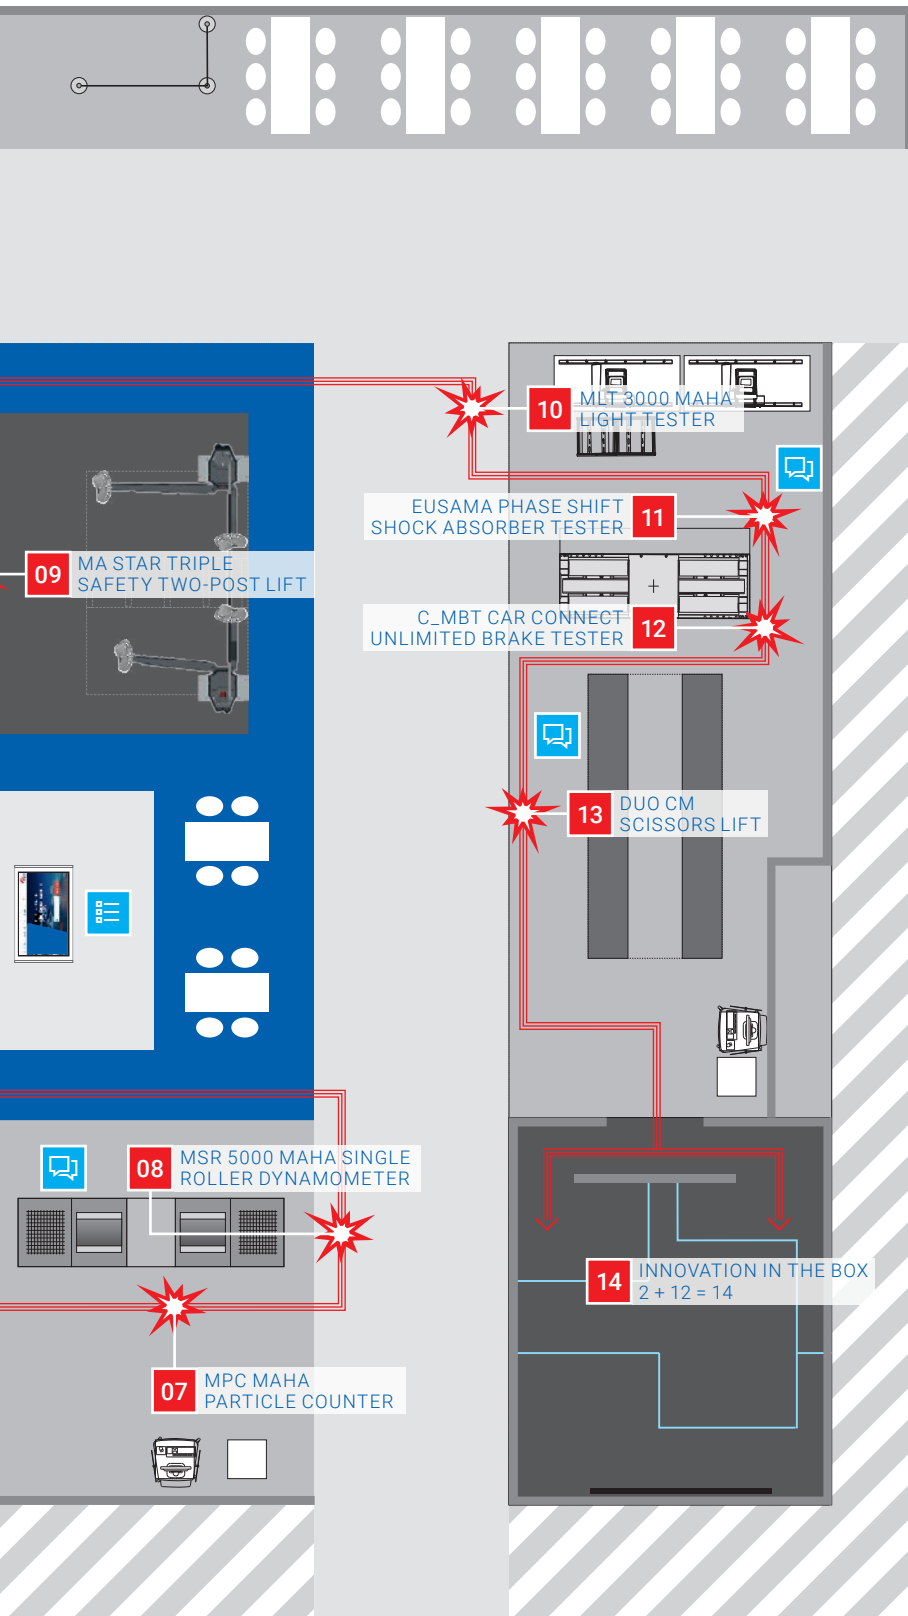 10
MLT 3000 MAHA
LIGHT TESTER
EUSAMA PHASE SHIFT
SHOCK ABSORBER TESTER
11
09
MA STAR TRIPLE
SAFETY TWO-POST LIFT
C_MBT CAR CONNECT
UNLIMITED BRAKE TESTER
12
13
DUO CM
SCISSORS LIFT
08
MSR 5000 MAHA SINGLE
ROLLER DYNAMOMETER
14
INNOVATION IN THE BOX
2 + 12 = 14
07
MPC MAHA
PARTICLE COUNTER